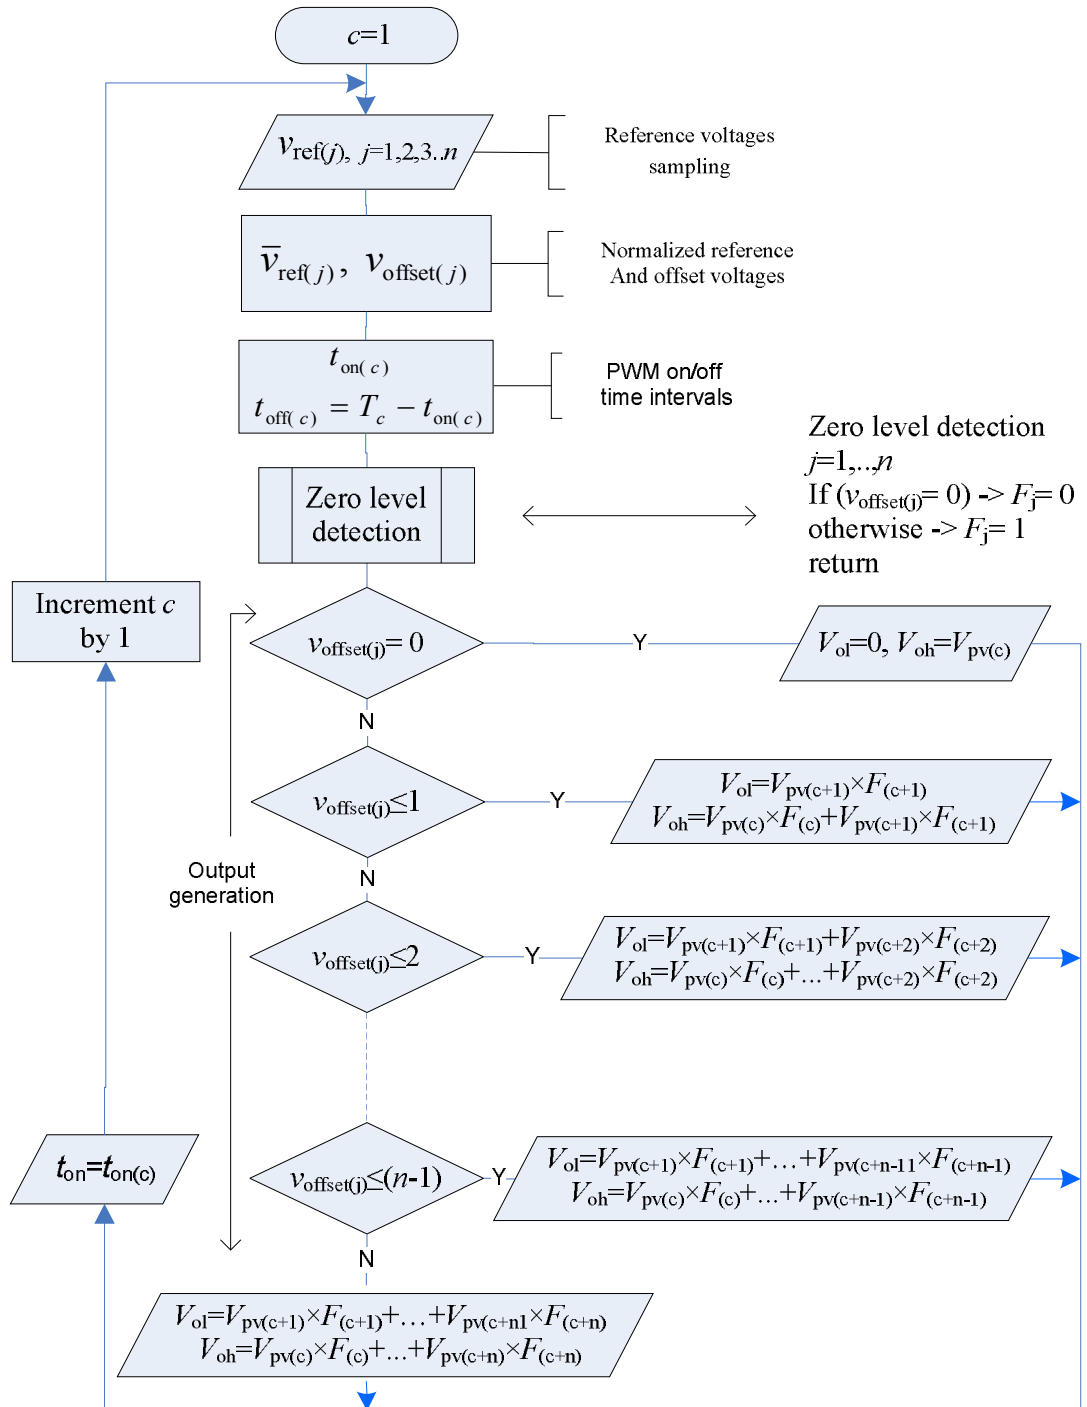 c=1
vref(j), j=1,2,3..n
Reference voltages
sampling
v̅ref(j), voffset(j)
Normalized reference
And offset voltages
ton(c)
toff(c) = Tc − ton(c)
PWM on/off
time intervals
Zero level
detection
Zero level detection
j=1,..,n
If (voffset(j)= 0) -> Fj= 0
otherwise -> Fj= 1
return
Increment c
by 1
voffset(j)= 0
Y
Vol=0, Voh=Vpv(c)
N
voffset(j)≤1
Y
Vol=Vpv(c+1)×F(c+1)
Voh=Vpv(c)×F(c)+Vpv(c+1)×F(c+1)
Output
generation
N
voffset(j)≤2
Y
Vol=Vpv(c+1)×F(c+1)+Vpv(c+2)×F(c+2)
Voh=Vpv(c)×F(c)+...+Vpv(c+2)×F(c+2)
ton=ton(c)
voffset(j)≤(n-1)
Y
Vol=Vpv(c+1)×F(c+1)+...+Vpv(c+n-11×F(c+n-1)
Voh=Vpv(c)×F(c)+...+Vpv(c+n-1)×F(c+n-1)
N
Vol=Vpv(c+1)×F(c+1)+...+Vpv(c+n1×F(c+n)
Voh=Vpv(c)×F(c)+...+Vpv(c+n)×F(c+n)